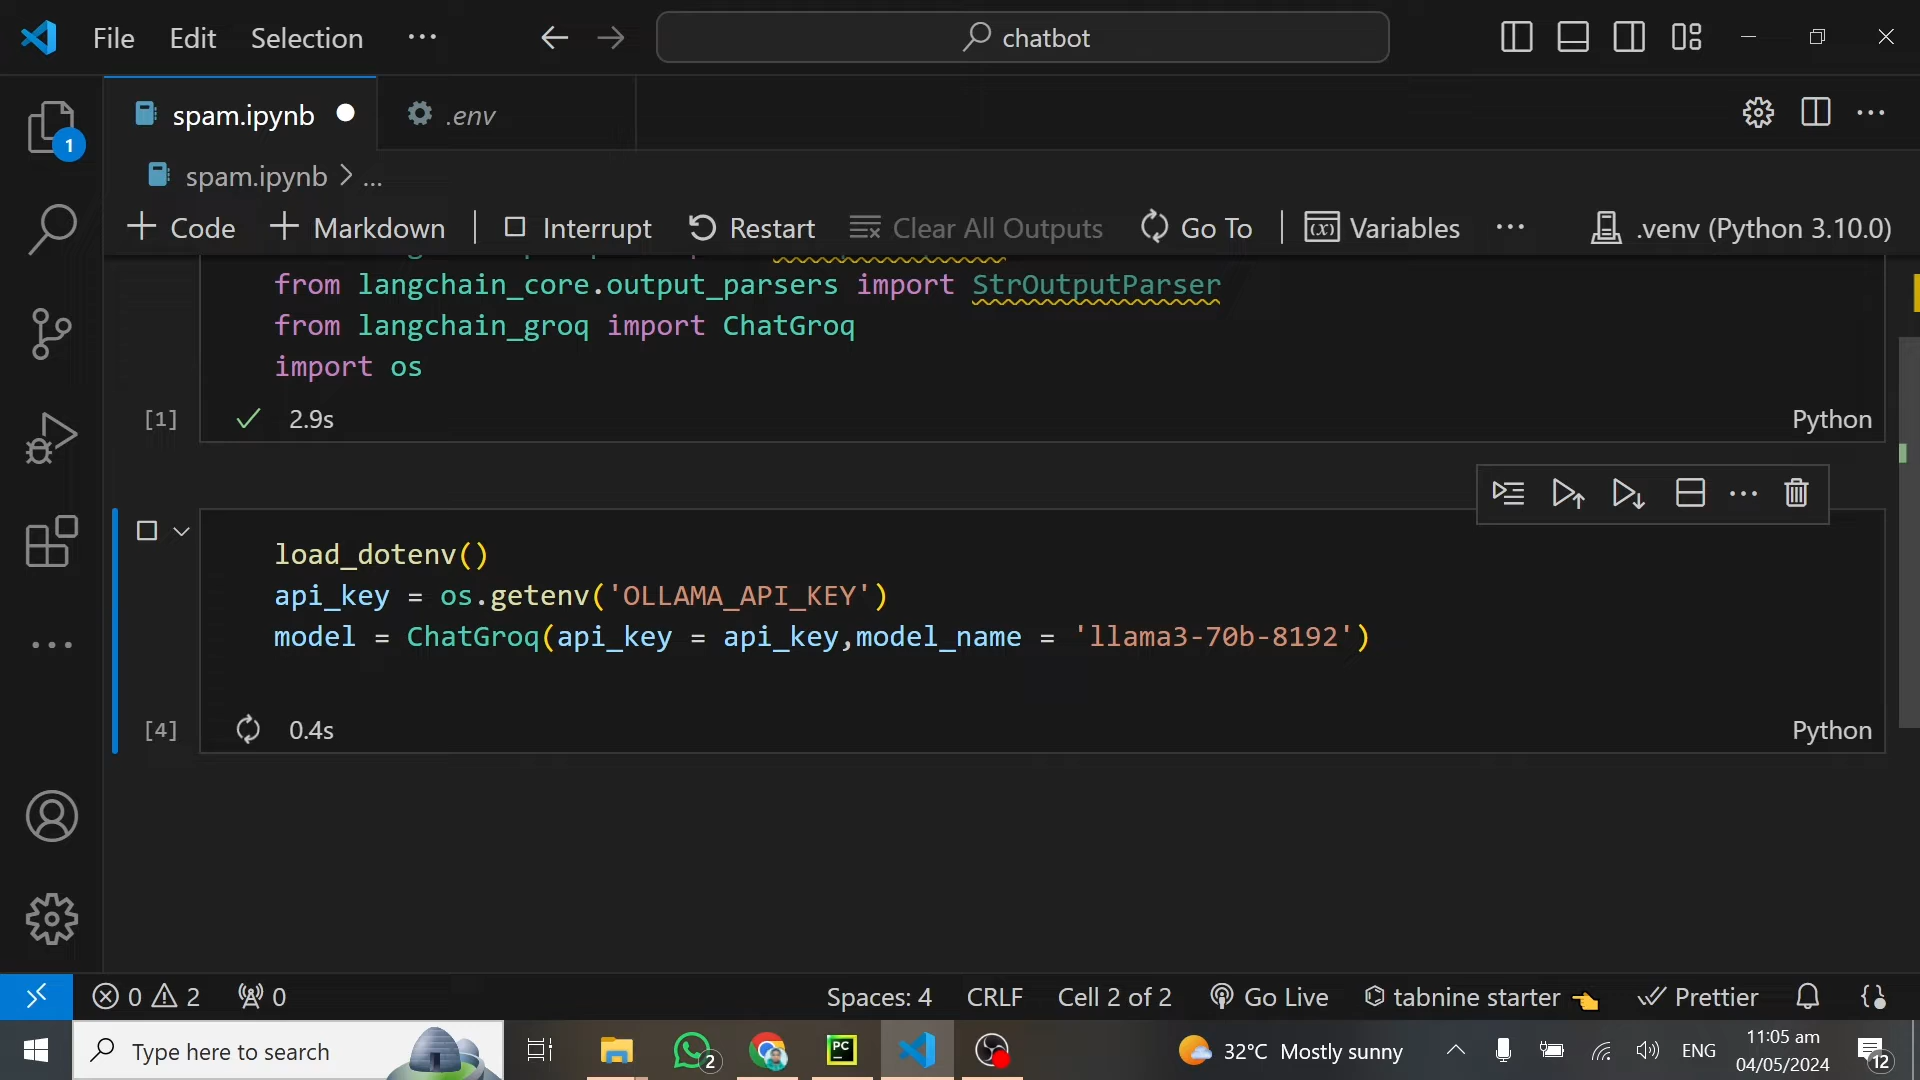 File Edit Selection ...
chatbot
spam.ipynb
.env
spam.ipynb > ...
1
Code Markdown Interrupt Restart Clear All Outputs Go To Variables ... .venv (Python 3.10.0)
from langchain_core.output_parsers import StrOutputParser
from langchain_groq import ChatGroq
import os
[1] 2.9s Python
load_dotenv()
api_key = os.getenv('OLLAMA_API_KEY')
model = ChatGroq(api_key = api_key,model_name = 'llama3-70b-8192')
[4] 0.4s Python
0 2 0 Spaces: 4 CRLF Cell 2 of 2 Go Live tabnine starter Prettier
Type here to search 2 PC 32°C Mostly sunny ENG 11:05 am
04/05/2024 12